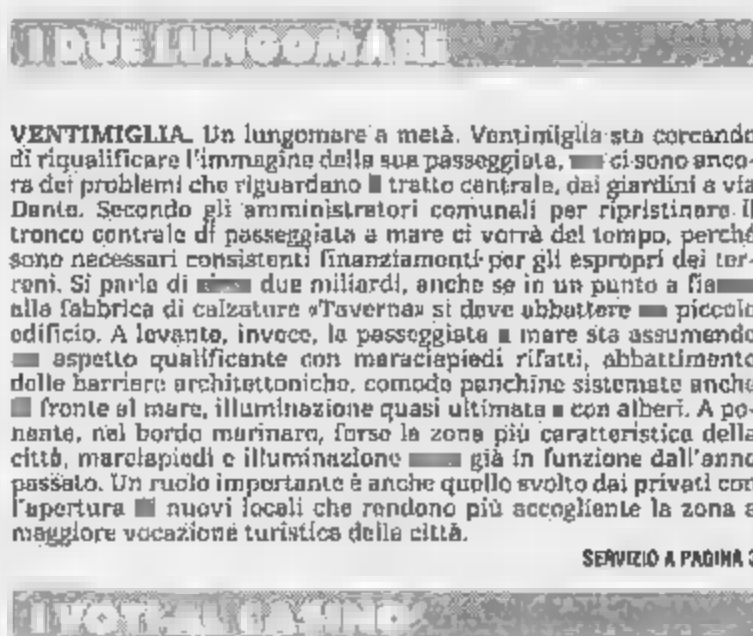 I DUE LUNGOMARE
VENTIMIGLIA. Un lungomare a metà. Ventimiglia sta cercando
di riqualificare l'immagine della sua passeggiata, ci sono anco-
ra dei problemi che riguardano tratto centrale, dai giardini a via
Dante. Secondo gli amministratori comunali per ripristinare il
tronco centrale di passeggiata a mare ci vorrà del tempo, perché
sono necessari consistenti finanziamenti per gli espropri dei ter-
reni. Si parla di due miliardi, anche se in un punto a
alla fabbrica di calzature «Taverna» si deve abbattere piccolo
edificio. A levante, invece, la passeggiata mare sta assumendo
aspetto qualificante con marciapiedi rifatti, abbattimento
delle barriere architettoniche, comode panchine sistemate anche
fronte al mare, illuminazione quasi ultimata con alberi. A po-
nente, nel bordo marinaro, forse la zona più caratteristica della
città, marciapiedi e illuminazione già in funzione dall'anno
passato. Un ruolo importante è anche quello svolto dai privati con
l'apertura nuovi locali che rendono più accogliente la zona a
maggiore vocazione turistica della città.
SERVIZIO A PAGINA 3